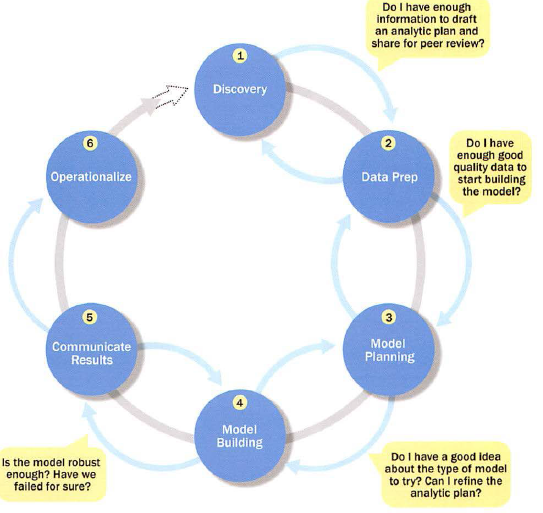 Do I have enough
information to draft
an analytic plan and
share for peer review?
1
Discovery
2
Data Prep
Do I have
enough good
quality data to
start building
the model?
3
Model
Planning
Do I have a good idea
about the type of model
to try? Can I refine the
analytic plan?
4
Model
Building
Is the model robust
enough? Have we
failed for sure?
5
Communicate
Results
6
Operationalize